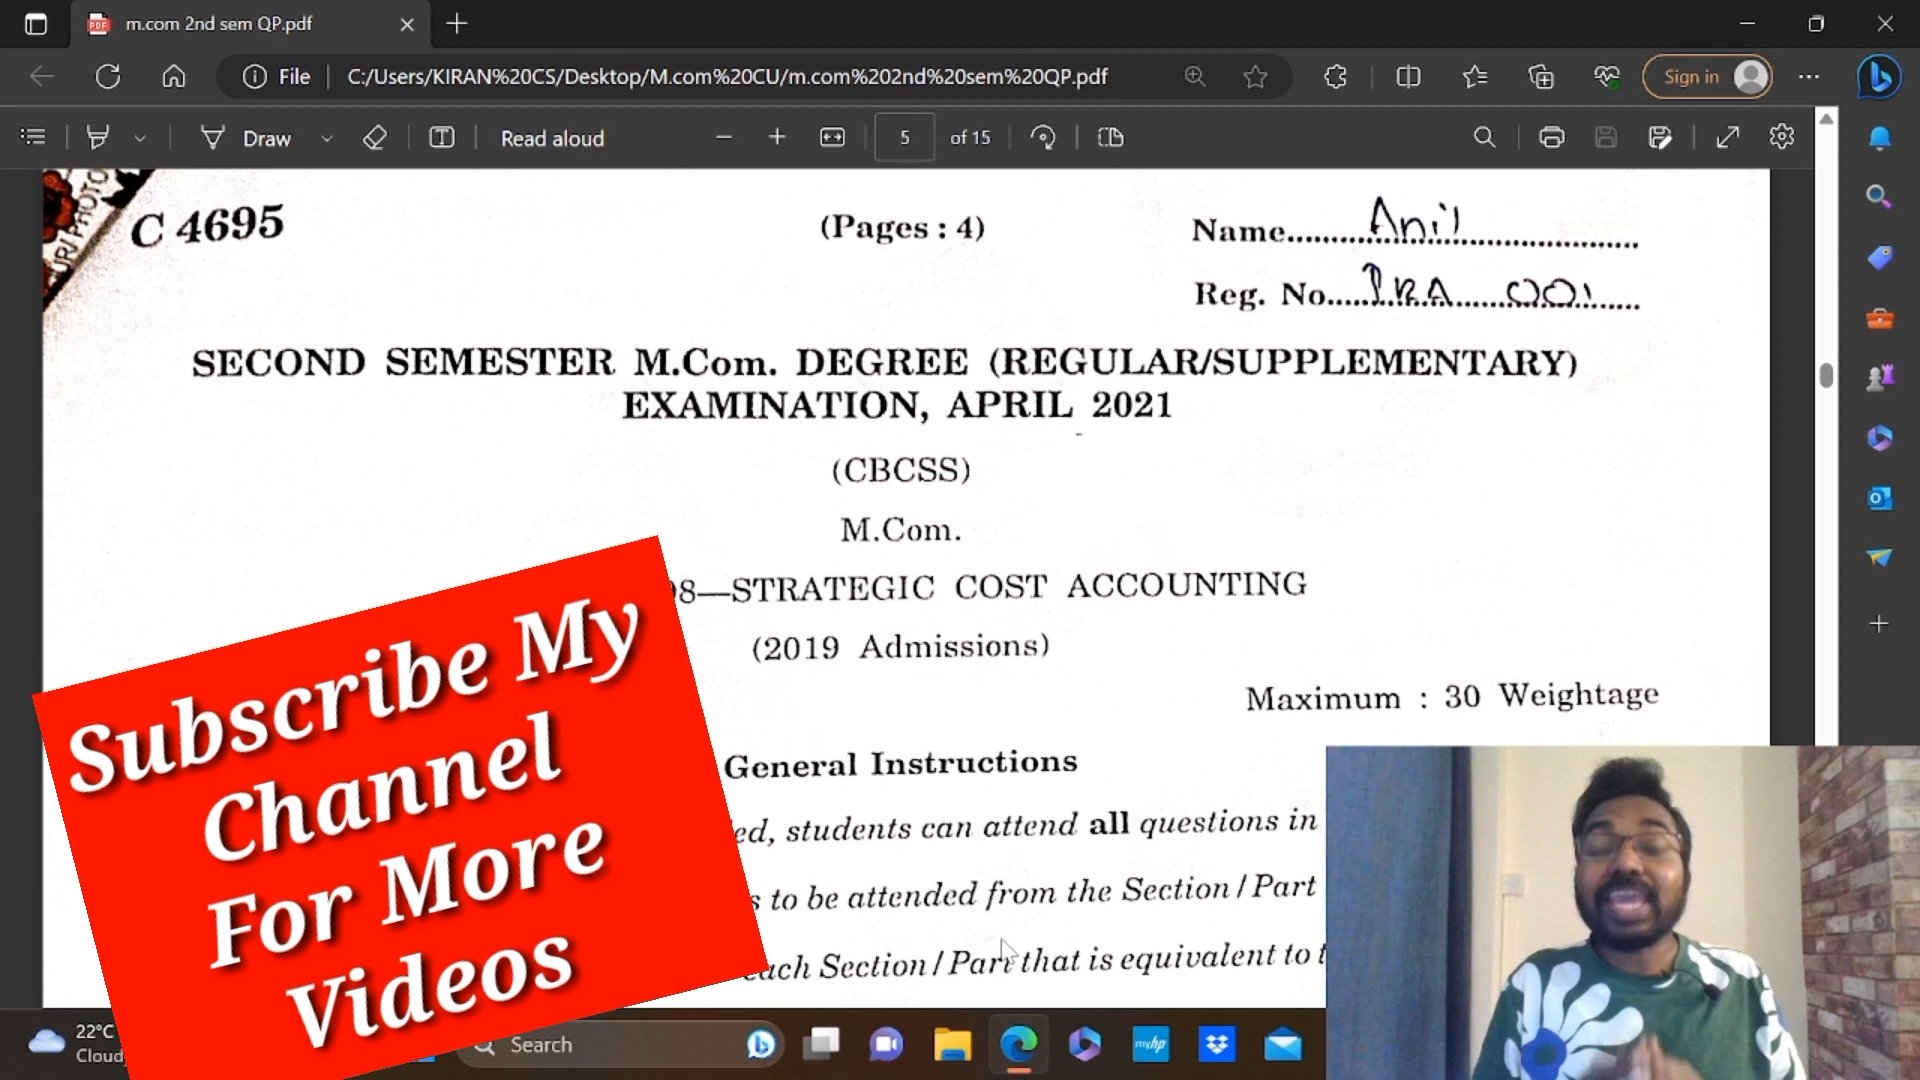 m.com 2nd sem QP.pdf
File
C:/Users/KIRAN%20CS/Desktop/M.com%20CU/m.com%202nd%20sem%20QP.pdf
Sign in
Draw
Read aloud
5 of 15
C 4695
(Pages : 4)
Name Anil
Reg. No 001
SECOND SEMESTER M.Com. DEGREE (REGULAR/SUPPLEMENTARY)
EXAMINATION, APRIL 2021
(CBCSS)
M.Com.
08—STRATEGIC COST ACCOUNTING
(2019 Admissions)
Maximum : 30 Weightage
General Instructions
ed, students can attend all questions in
s to be attended from the Section / Part
each Section / Part that is equivalent to t
Subscribe My
Channel
For More
Videos
22°C
Search
myhp